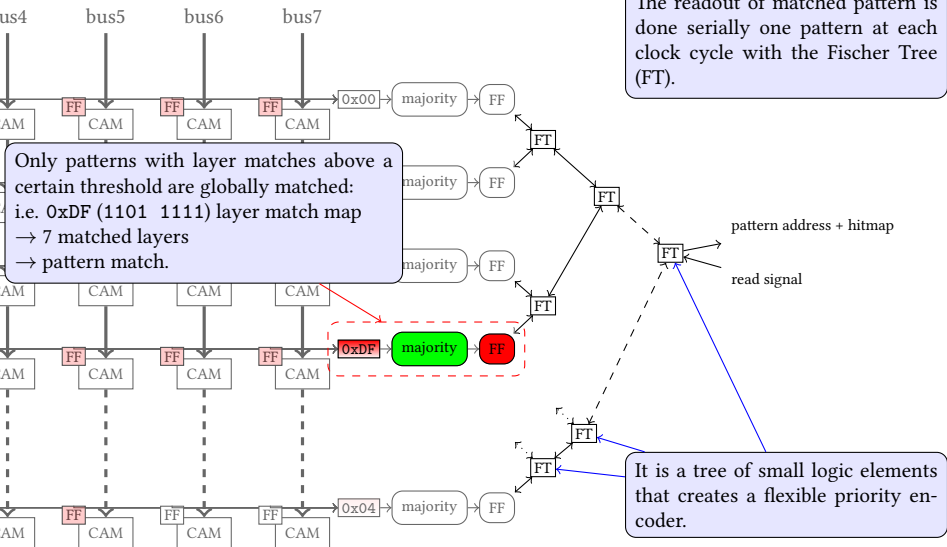 us4 bus5 bus6 bus7
The readout of matched pattern is
done serially one pattern at each
clock cycle with the Fischer Tree
(FT).
FF FF FF 0x00 majority FF
AM CAM CAM CAM
FT
Only patterns with layer matches above a
certain threshold are globally matched:
i.e. 0xDF (1101 1111) layer match map
→ 7 matched layers
→ pattern match.
majority FF
FT
pattern address + hitmap
FT
read signal
majority FF
AM CAM CAM CAM
FT
FF FF FF 0xDF majority FF
AM CAM CAM CAM
FT
FT
It is a tree of small logic elements
that creates a flexible priority en-
coder.
FF FF FF 0x04 majority FF
AM CAM CAM CAM